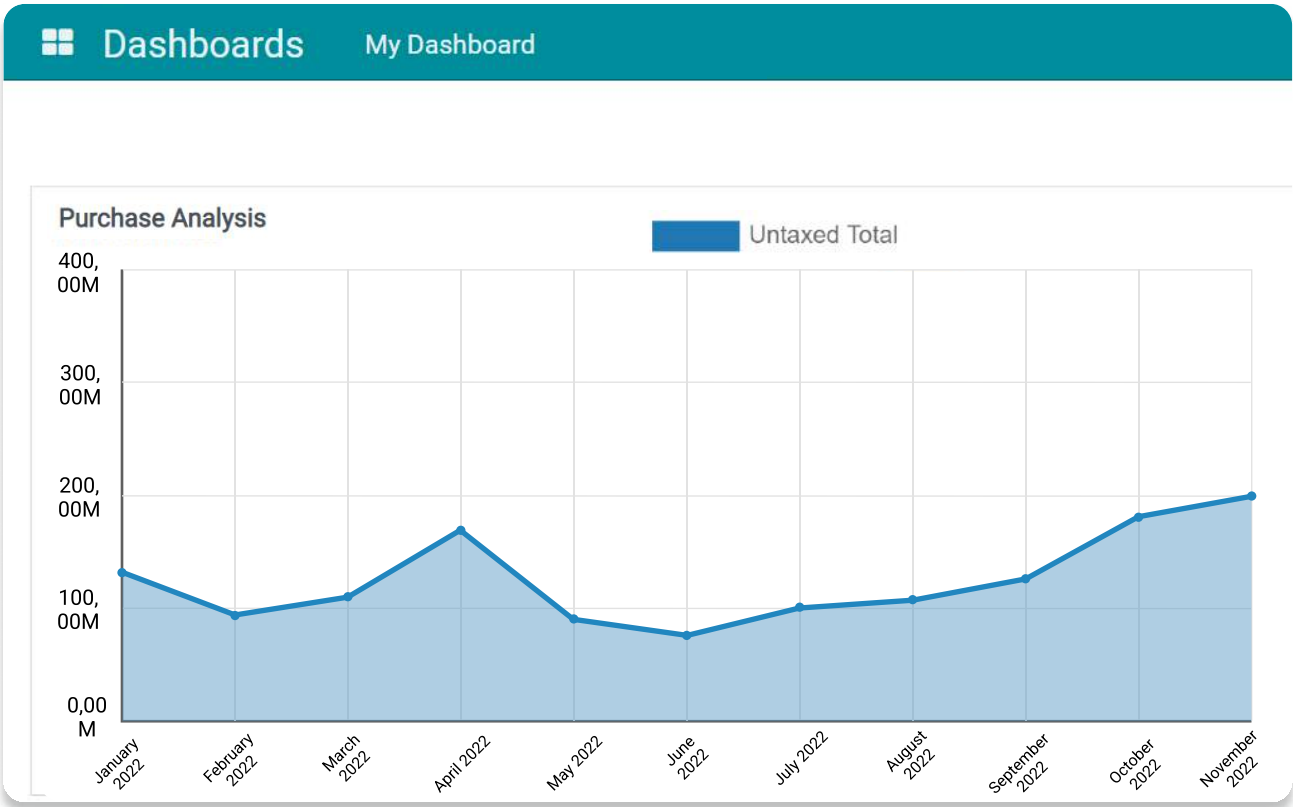 Dashboards My Dashboard
Purchase Analysis
Untaxed Total
400,
00M
300,
00M
200,
00M
100,
00M
0,00
M
January
2022
February
2022
March
2022
April 2022
May 2022
June
2022
July 2022
August
2022
September
2022
October
2022
November
2022